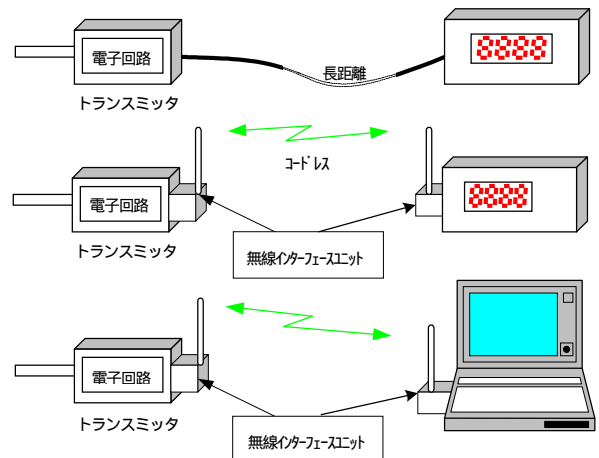 電子回路
8888
長距離
トランスミッタ
コードレス
電子回路
8888
トランスミッタ
無線インターフェースユニット
電子回路
トランスミッタ
無線インターフェースユニット